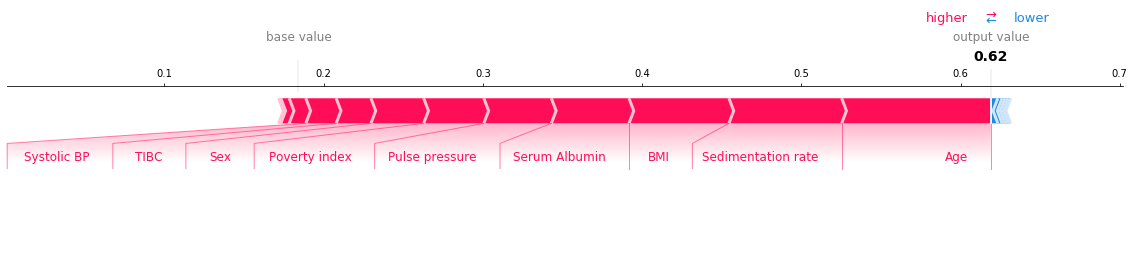 higher ⇄ lower
base value output value
0.62
0.1 0.2 0.3 0.4 0.5 0.6 0.7
Systolic BP TIBC Sex Poverty index Pulse pressure Serum Albumin BMI Sedimentation rate Age